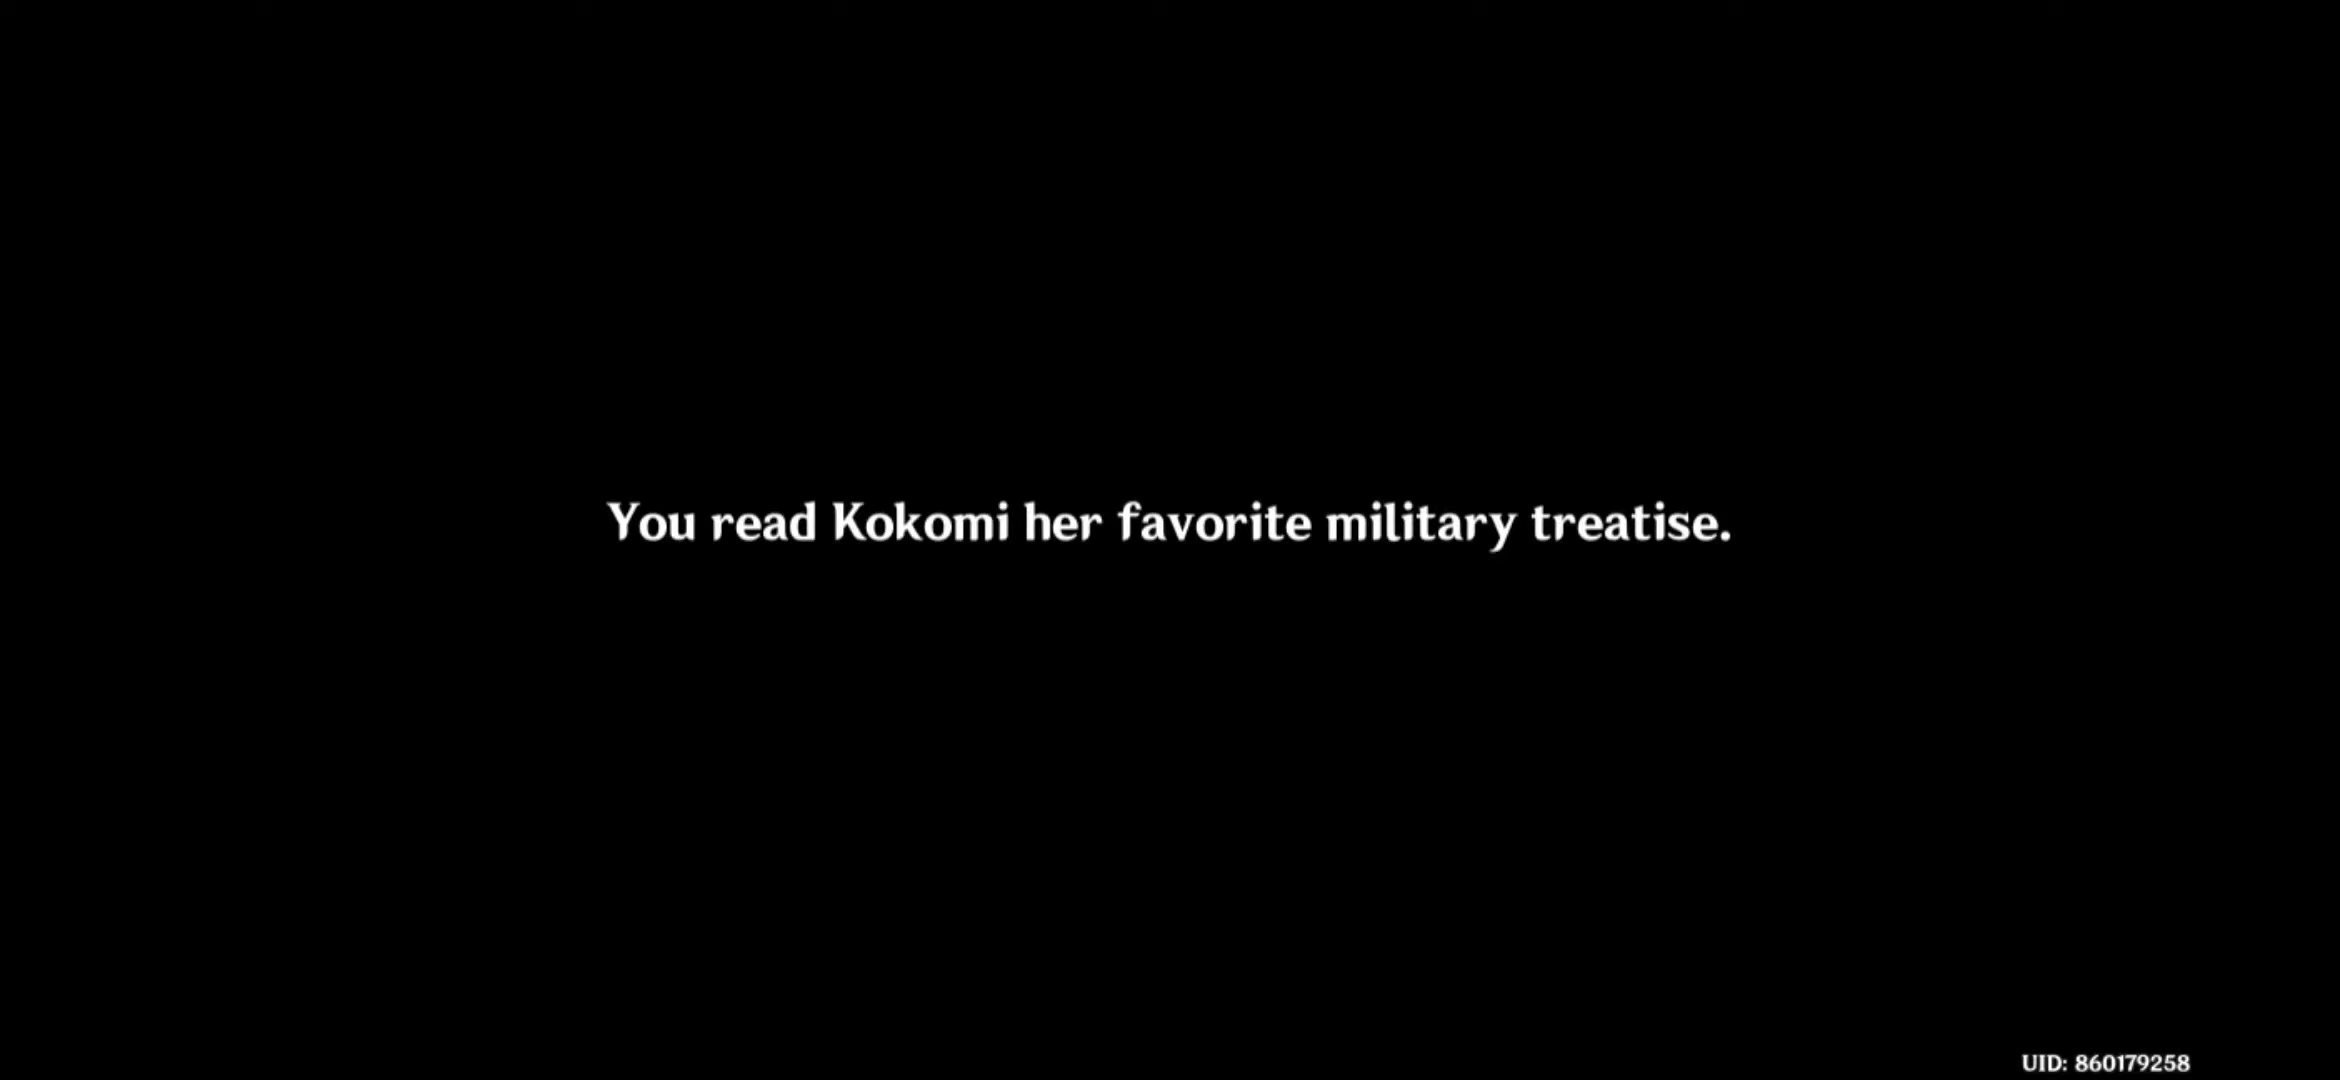 You read Kokomi her favorite military treatise.
UID: 860179258